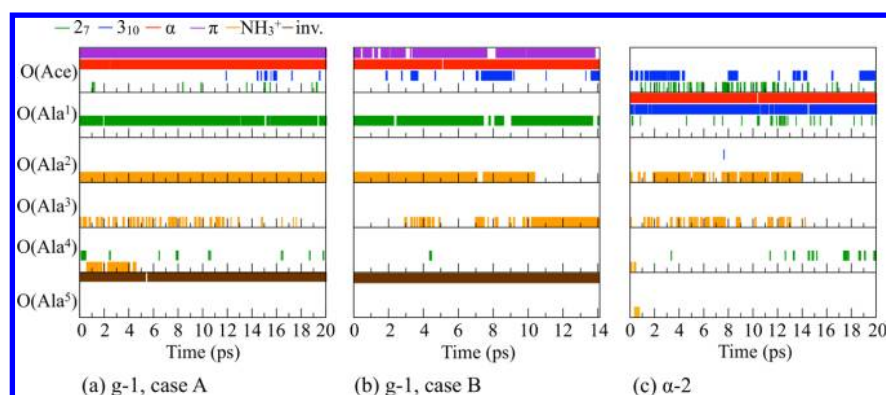 2₇ 3₁₀ α π NH₃⁺−inv.
O(Ace)
O(Ala¹)
O(Ala²)
O(Ala³)
O(Ala⁴)
O(Ala⁵)
0 2 4 6 8 10 12 14 16 18 20 0 2 4 6 8 10 12 14 0 2 4 6 8 10 12 14 16 18 20
Time (ps) Time (ps) Time (ps)
(a) g-1, case A (b) g-1, case B (c) α-2